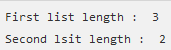 First list length :  3
Second lsit length :  2